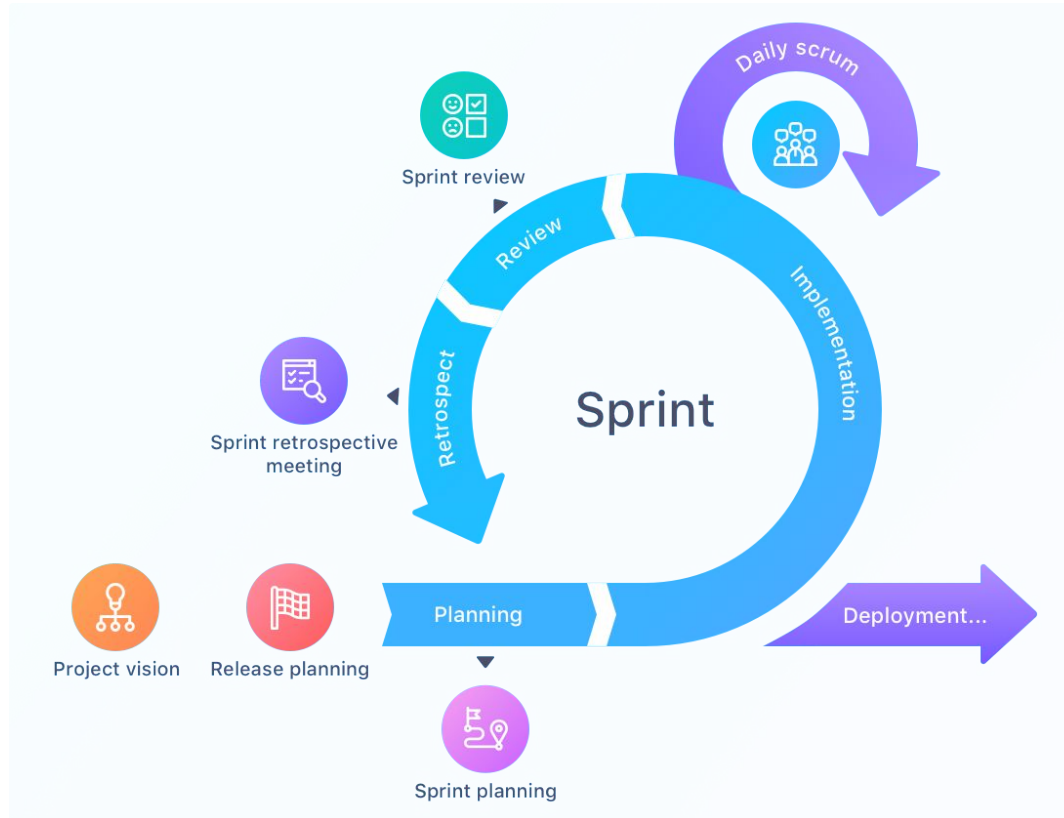 Daily scrum
Sprint review
Review
Implementation
Retrospect
Sprint
Sprint retrospective
meeting
Planning
Deployment...
Project vision
Release planning
Sprint planning